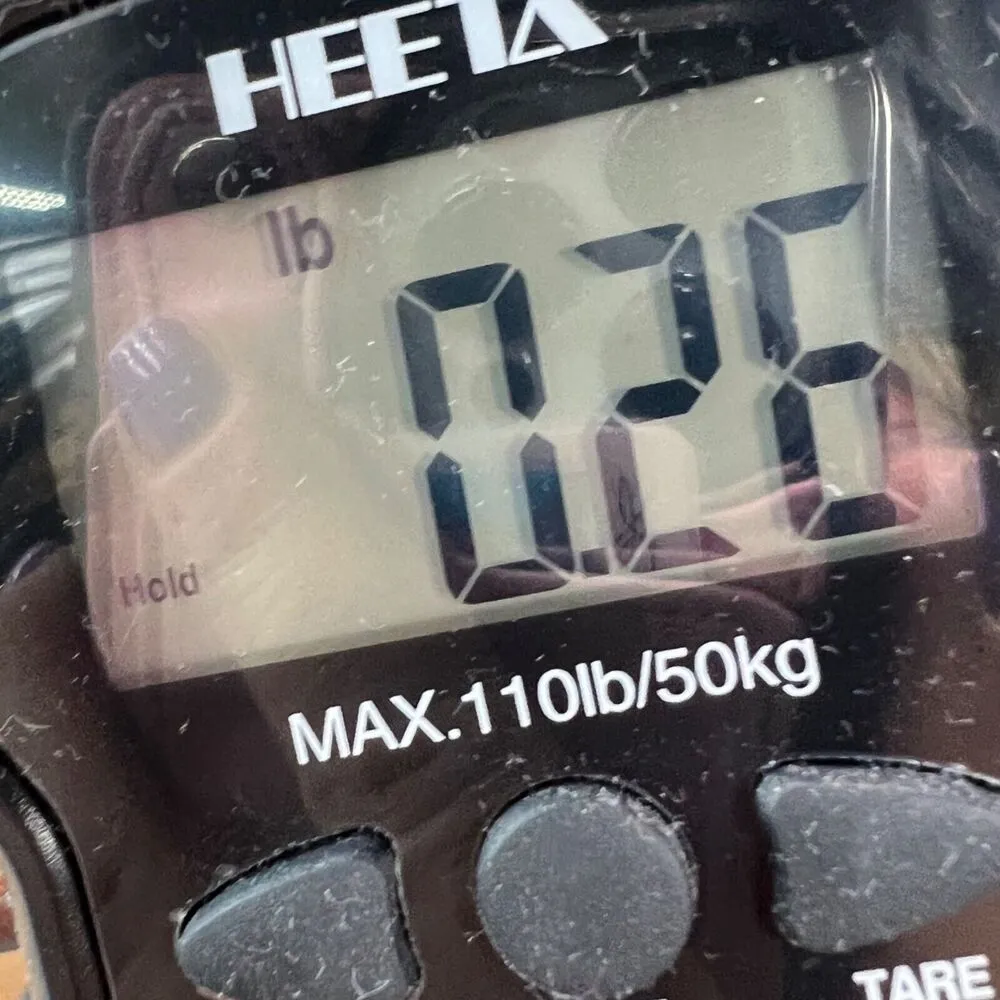 HEETA
lb
0.26
Hold
MAX.110lb/50kg
TARE